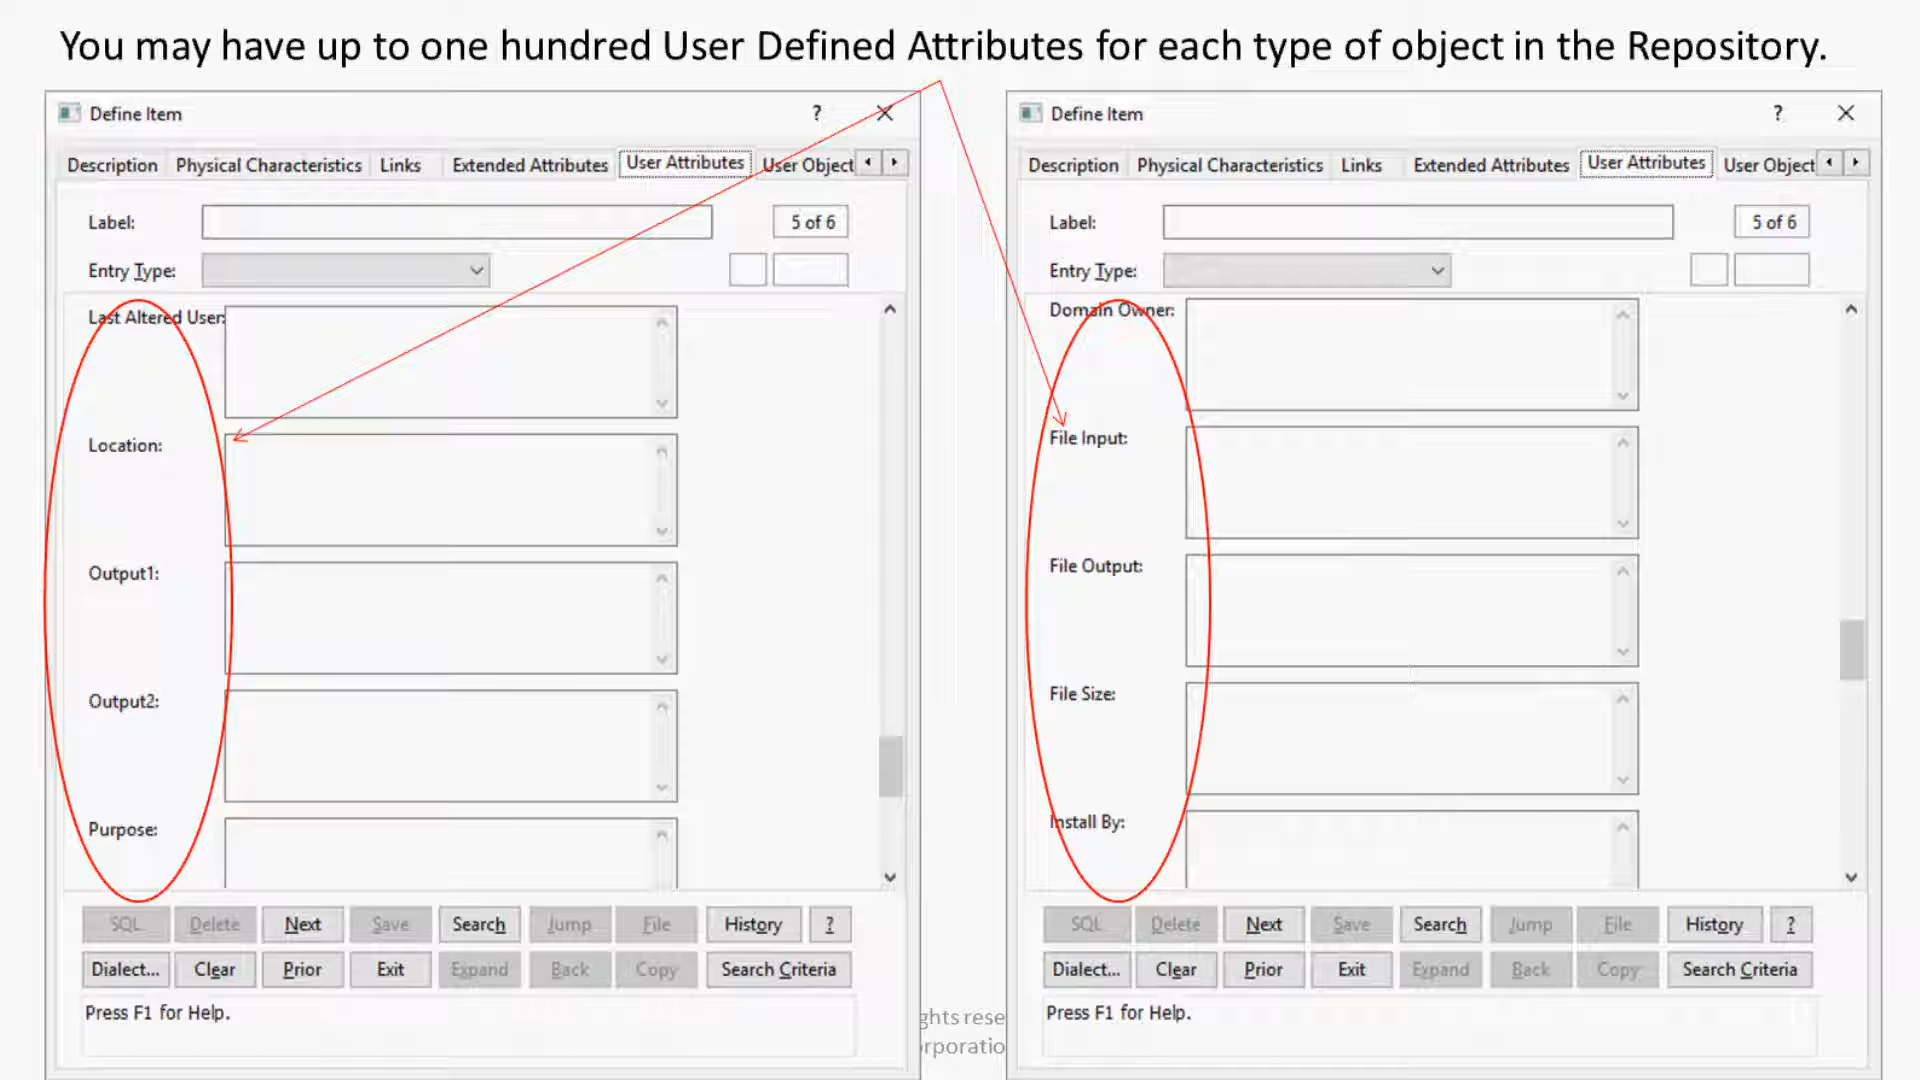 You may have up to one hundred User Defined Attributes for each type of object in the Repository.
Define Item
?
Description Physical Characteristics Links Extended Attributes User Attributes User Object
Label: 5 of 6
Entry Type:
Last Altered User:
Location:
Output1:
Output2:
Purpose:
SQL Delete Next Save Search Jump File History ?
Dialect... Clear Prior Exit Expand Back Copy Search Criteria
Press F1 for Help.
ghts rese
rporatio
Define Item
?
Description Physical Characteristics Links Extended Attributes User Attributes User Object
Label: 5 of 6
Entry Type:
Domain Owner:
File Input:
File Output:
File Size:
Install By:
SQL Delete Next Save Search Jump File History ?
Dialect... Clear Prior Exit Expand Back Copy Search Criteria
Press F1 for Help.